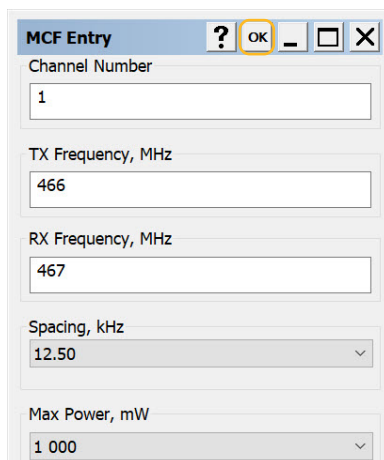 MCF Entry ? OK
Channel Number
1
TX Frequency, MHz
466
RX Frequency, MHz
467
Spacing, kHz
12.50
Max Power, mW
1 000